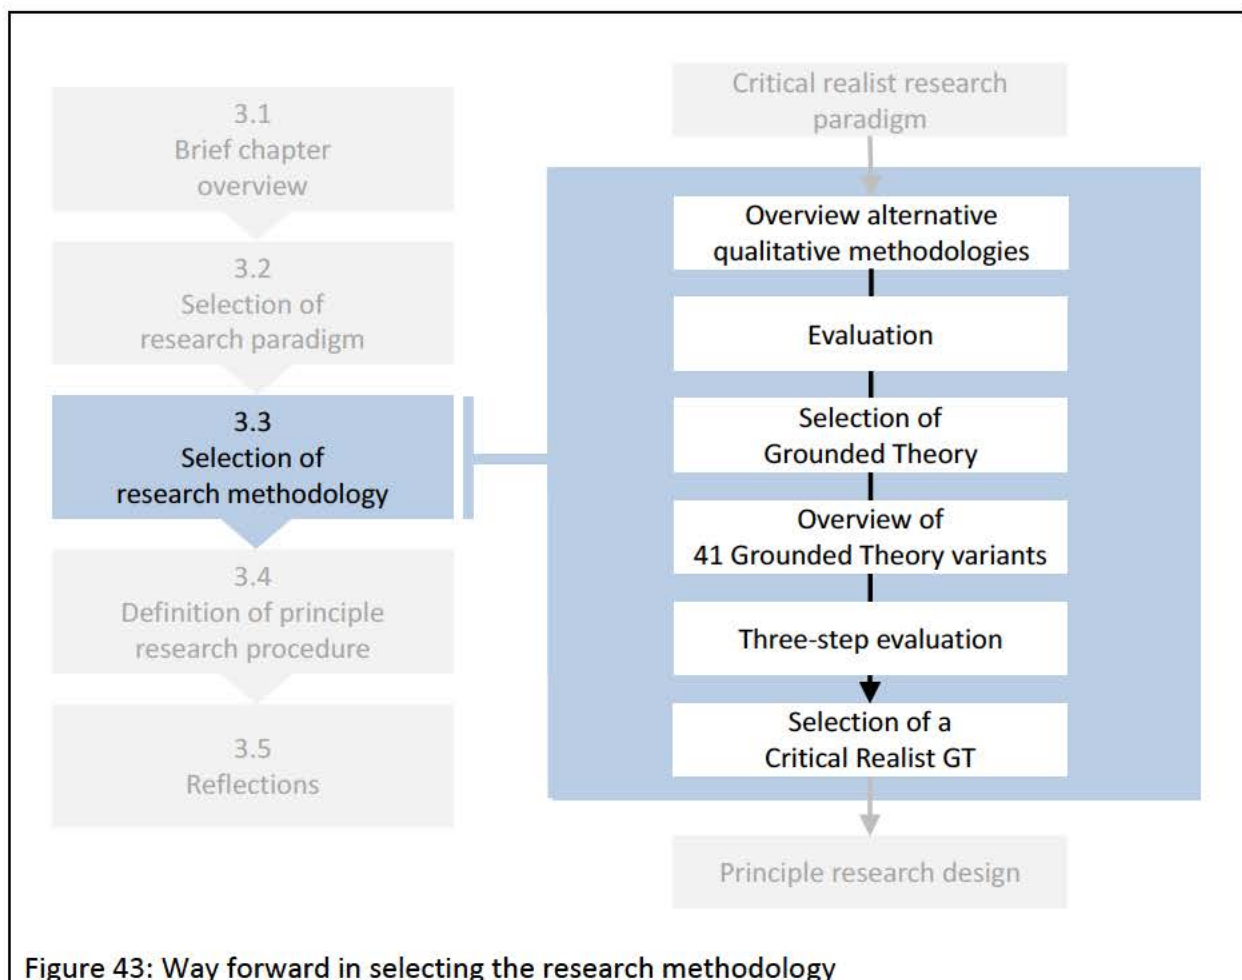 3.1
Brief chapter
overview
3.2
Selection of
research paradigm
3.3
Selection of
research methodology
3.4
Definition of principle
research procedure
3.5
Reflections
Critical realist research
paradigm
Overview alternative
qualitative methodologies
Evaluation
Selection of
Grounded Theory
Overview of
41 Grounded Theory variants
Three-step evaluation
Selection of a
Critical Realist GT
Principle research design
Figure 43: Way forward in selecting the research methodology